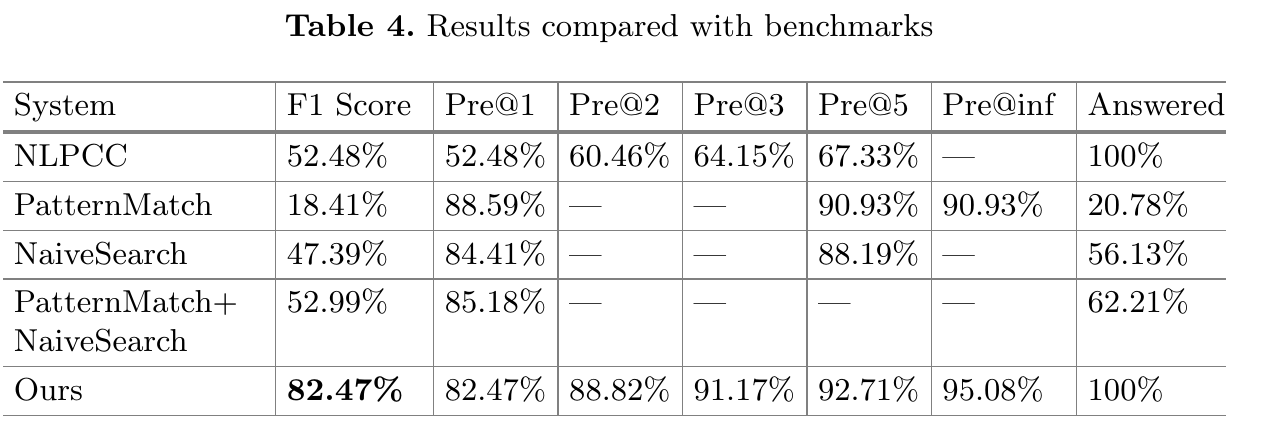 Table 4. Results compared with benchmarks
System F1 Score Pre@1 Pre@2 Pre@3 Pre@5 Pre@inf Answered
NLPCC 52.48% 52.48% 60.46% 64.15% 67.33% — 100%
PatternMatch 18.41% 88.59% — — 90.93% 90.93% 20.78%
NaiveSearch 47.39% 84.41% — — 88.19% — 56.13%
PatternMatch+ 52.99% 85.18% — — — — 62.21%
NaiveSearch
Ours 82.47% 82.47% 88.82% 91.17% 92.71% 95.08% 100%